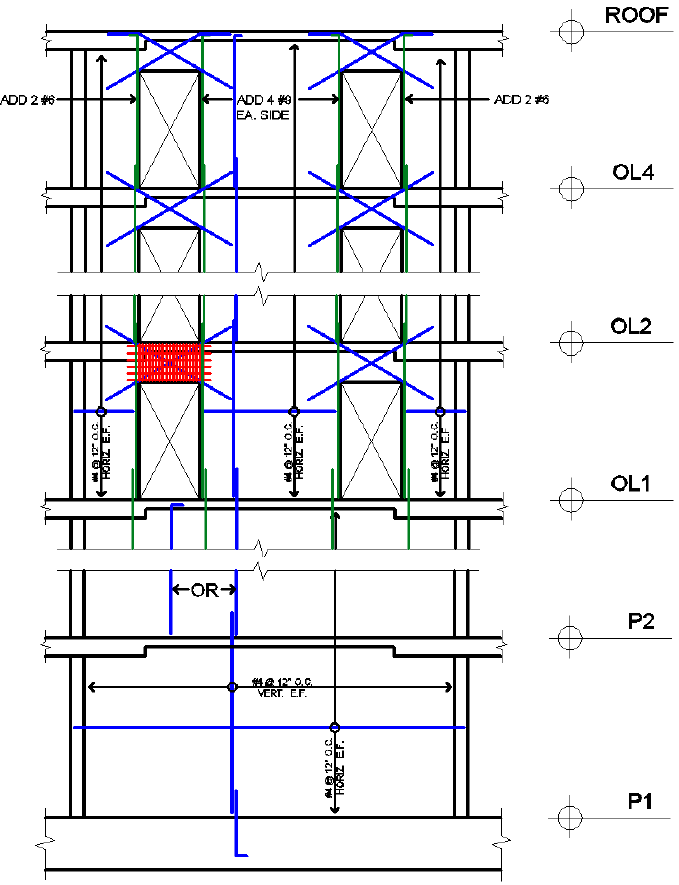 ROOF
ADD 2 #6
ADD 4 #9
EA. SIDE
ADD 2 #6
OL4
OL2
#4 @ 12" O.C.
HORIZ E.F.
#4 @ 12" O.C.
HORIZ E.F.
#4 @ 12" O.C.
HORIZ E.F.
OL1
OR
P2
#4 @ 12" O.C.
VERT. E.F.
#4 @ 12" O.C.
HORIZ E.F.
P1